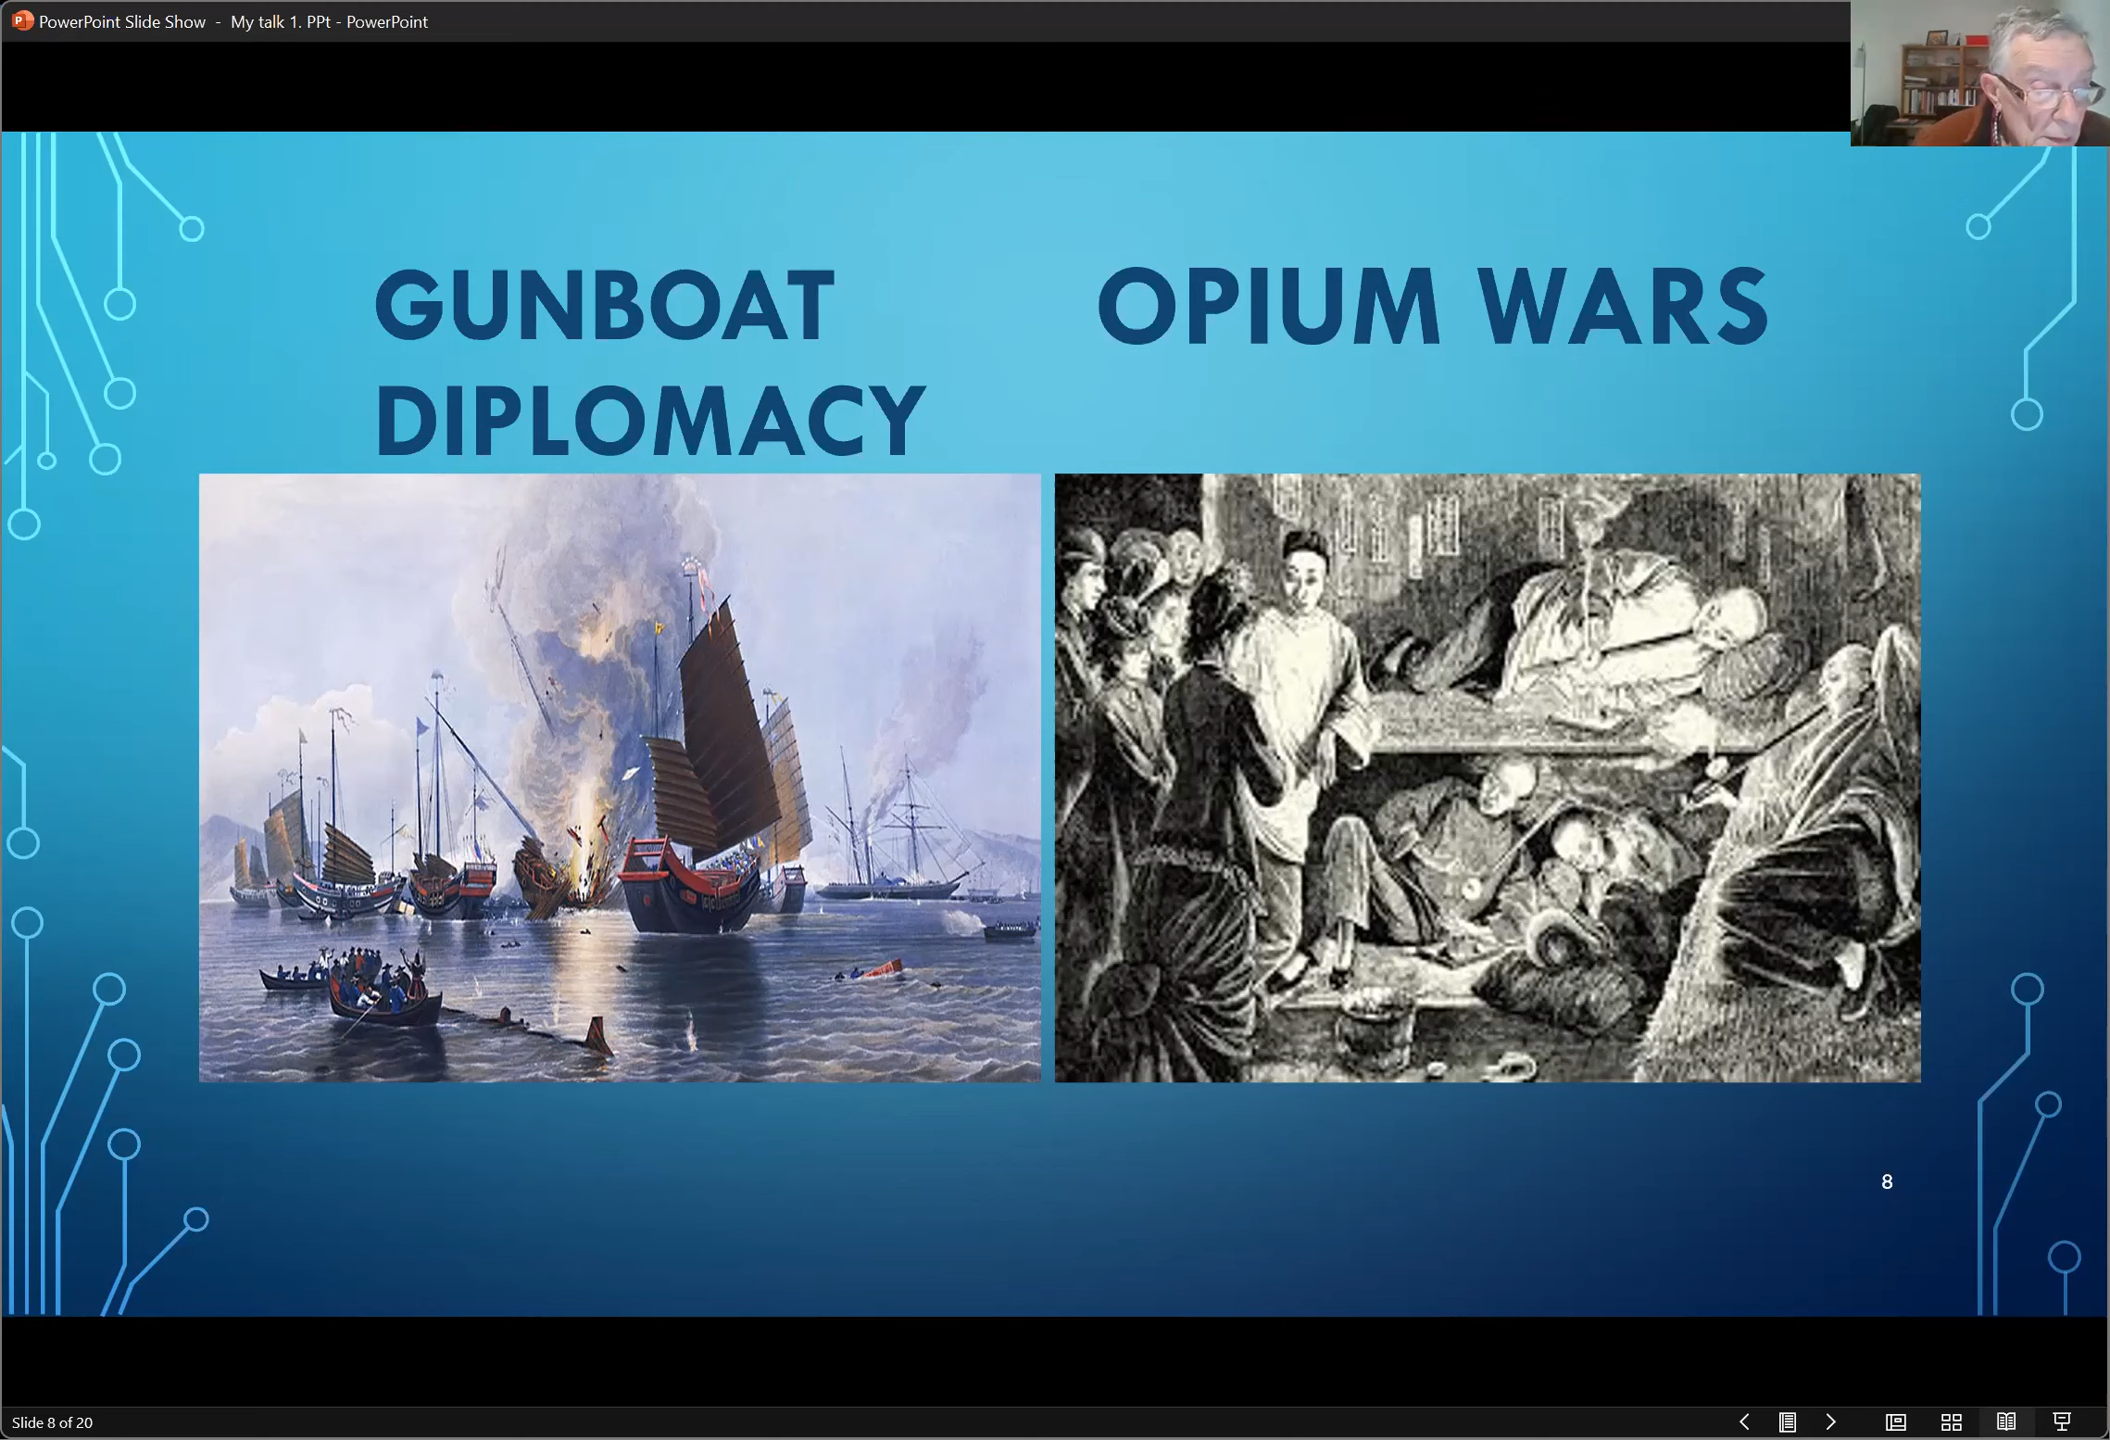 PowerPoint Slide Show - My talk 1. PPt - PowerPoint
GUNBOAT
DIPLOMACY
OPIUM WARS
8
Slide 8 of 20